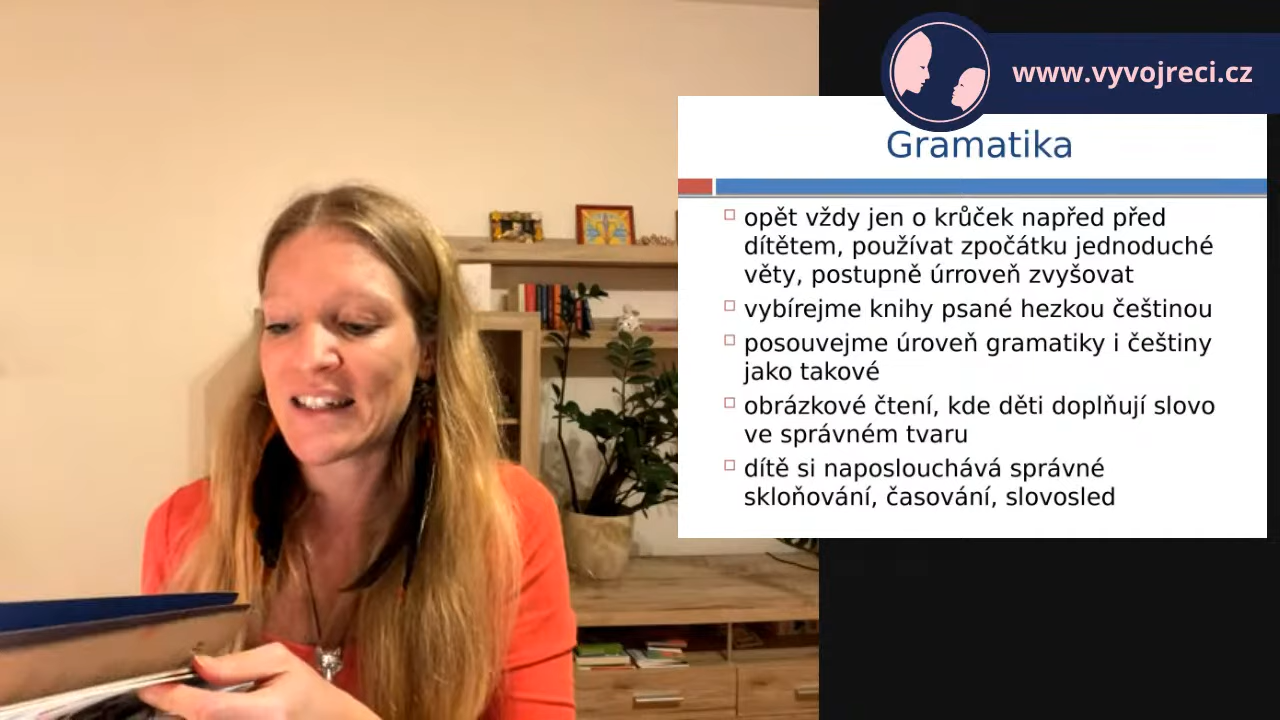 www.vyvojreci.cz
Gramatika
opět vždy jen o krůček napřed před
dítětem, používat zpočátku jednoduché
věty, postupně úrroveň zvyšovat
vybírejme knihy psané hezkou češtinou
posouvejme úroveň gramatiky i češtiny
jako takové
obrázkové čtení, kde děti doplňují slovo
ve správném tvaru
dítě si naposlouchává správné
skloňování, časování, slovosled